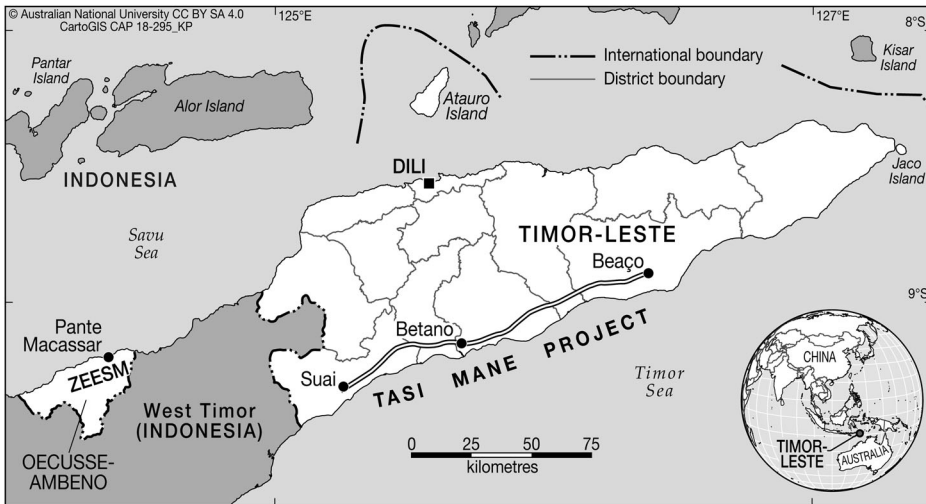 © Australian National University CC BY SA 4.0
CartoGIS CAP 18-295_KP
125°E
127°E
8°S
International boundary
District boundary
Kisar
Island
Pantar
Island
Alor Island
Atauro
Island
DILI
Jaco
Island
INDONESIA
Savu
Sea
TIMOR-LESTE
Beaço
9°S
Pante
Macassar
Betano
ZEESM
Suai
TASI MANE PROJECT
Timor
Sea
West Timor
(INDONESIA)
OECUSSE-
AMBENO
0 25 50 75
kilometres
CHINA
TIMOR-
LESTE
AUSTRALIA